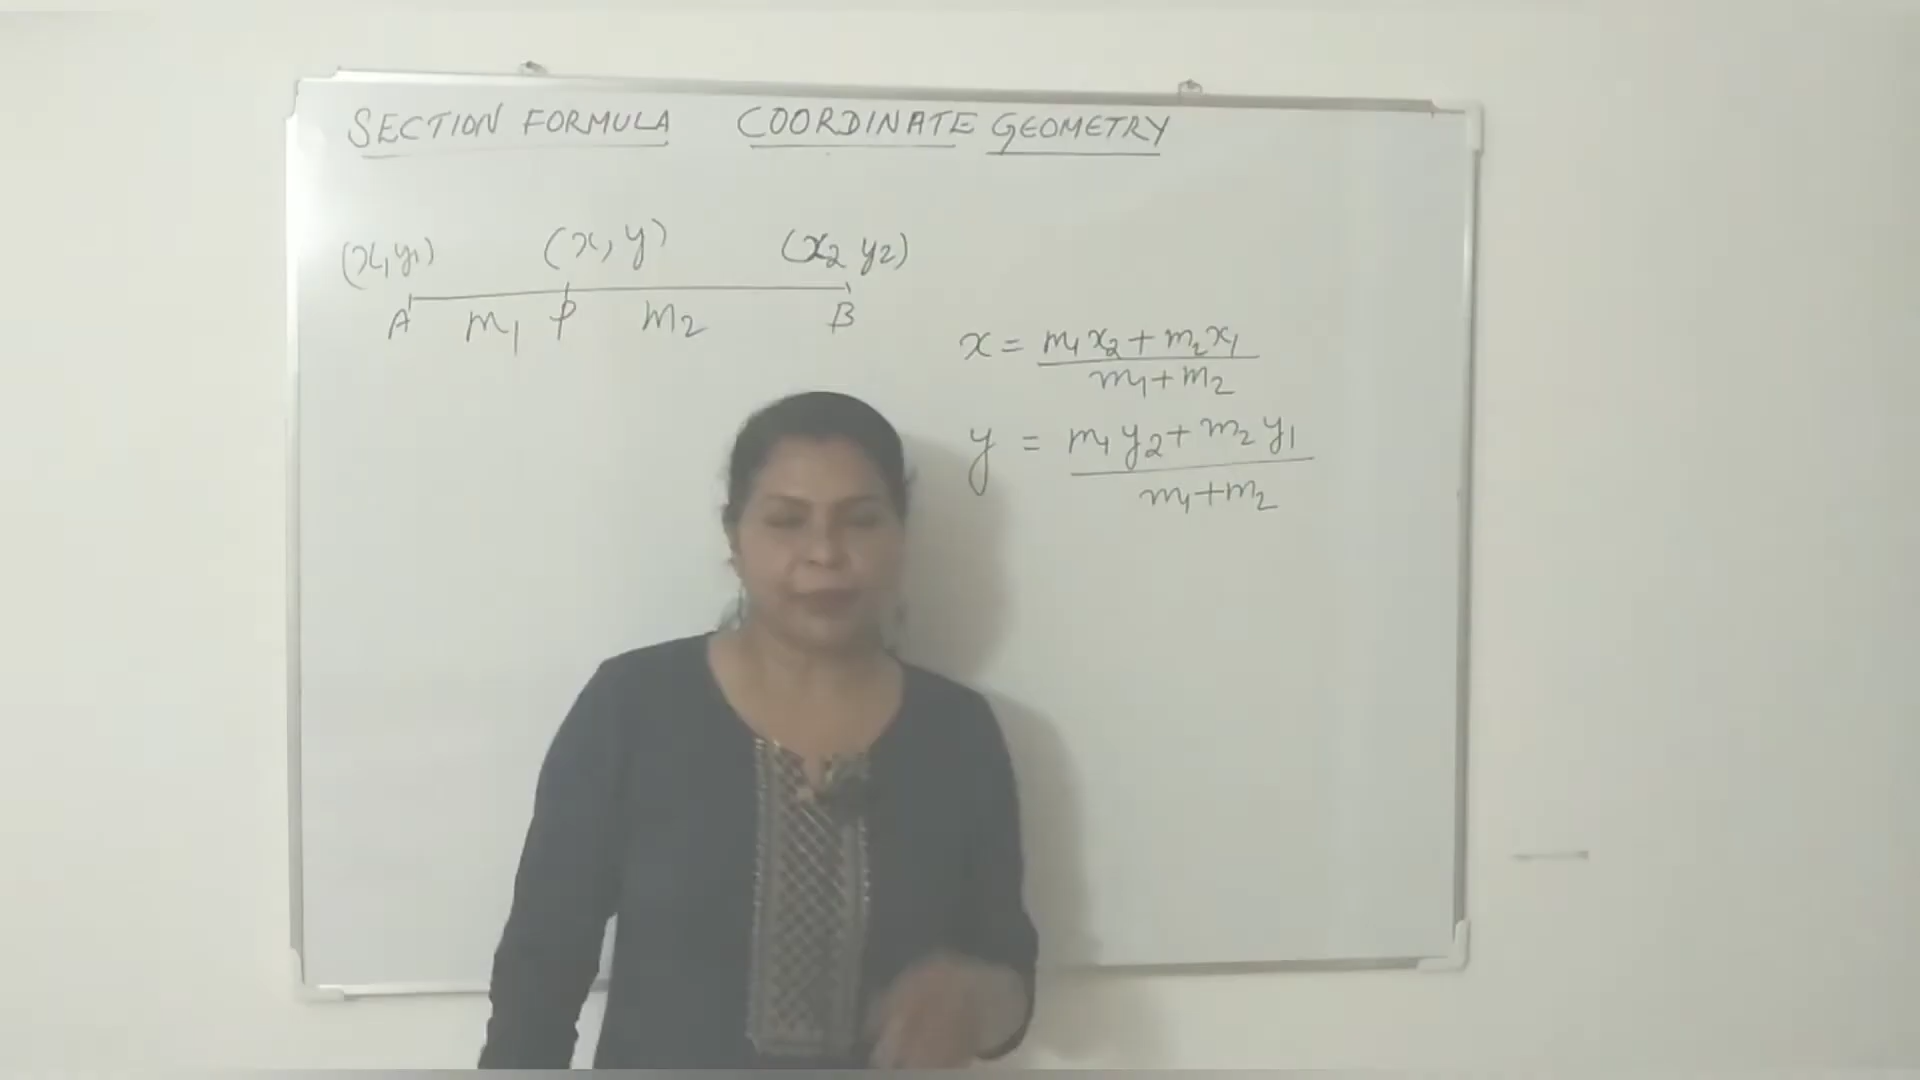 SECTION FORMULA COORDINATE GEOMETRY
(x1, y1) (x, y) (x2 y2)
A m1 P m2 B
x = m1x2 + m2x1
m1 + m2
y = m1y2 + m2y1
m1 + m2